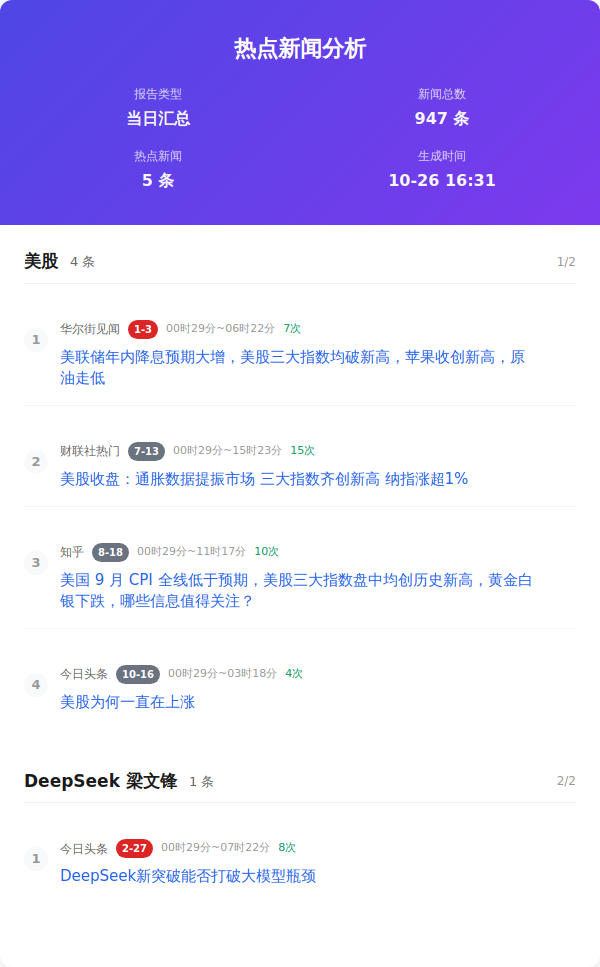 热点新闻分析
报告类型
新闻总数
当日汇总
947 条
热点新闻
生成时间
5 条
10-26 16:31
美股 4 条 1/2
1 华尔街见闻 1-3 00时29分~06时22分 7次
美联储年内降息预期大增，美股三大指数均破新高，苹果收创新高，原
油走低
2 财联社热门 7-13 00时29分~15时23分 15次
美股收盘：通胀数据提振市场 三大指数齐创新高 纳指涨超1%
3 知乎 8-18 00时29分~11时17分 10次
美国 9 月 CPI 全线低于预期，美股三大指数盘中均创历史新高，黄金白
银下跌，哪些信息值得关注？
4 今日头条 10-16 00时29分~03时18分 4次
美股为何一直在上涨
DeepSeek 梁文锋 1 条 2/2
1 今日头条 2-27 00时29分~07时22分 8次
DeepSeek新突破能否打破大模型瓶颈